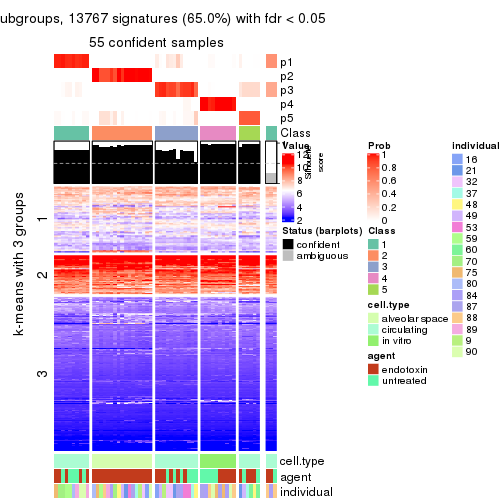 ubgroups, 13767 signatures (65.0%) with fdr < 0.05
55 confident samples
p1
p2
p3
p4
p5
Class
Silhouette
score
k-means with 3 groups
1
2
3
cell.type
agent
individual
Value
12
10
8
6
4
2
Status (barplots)
confident
ambiguous
Prob
1
0.8
0.6
0.4
0.2
0
Class
1
2
3
4
5
cell.type
alveolar space
circulating
in vitro
agent
endotoxin
untreated
individual
16
21
32
37
48
49
53
59
60
70
75
80
84
87
88
89
9
90